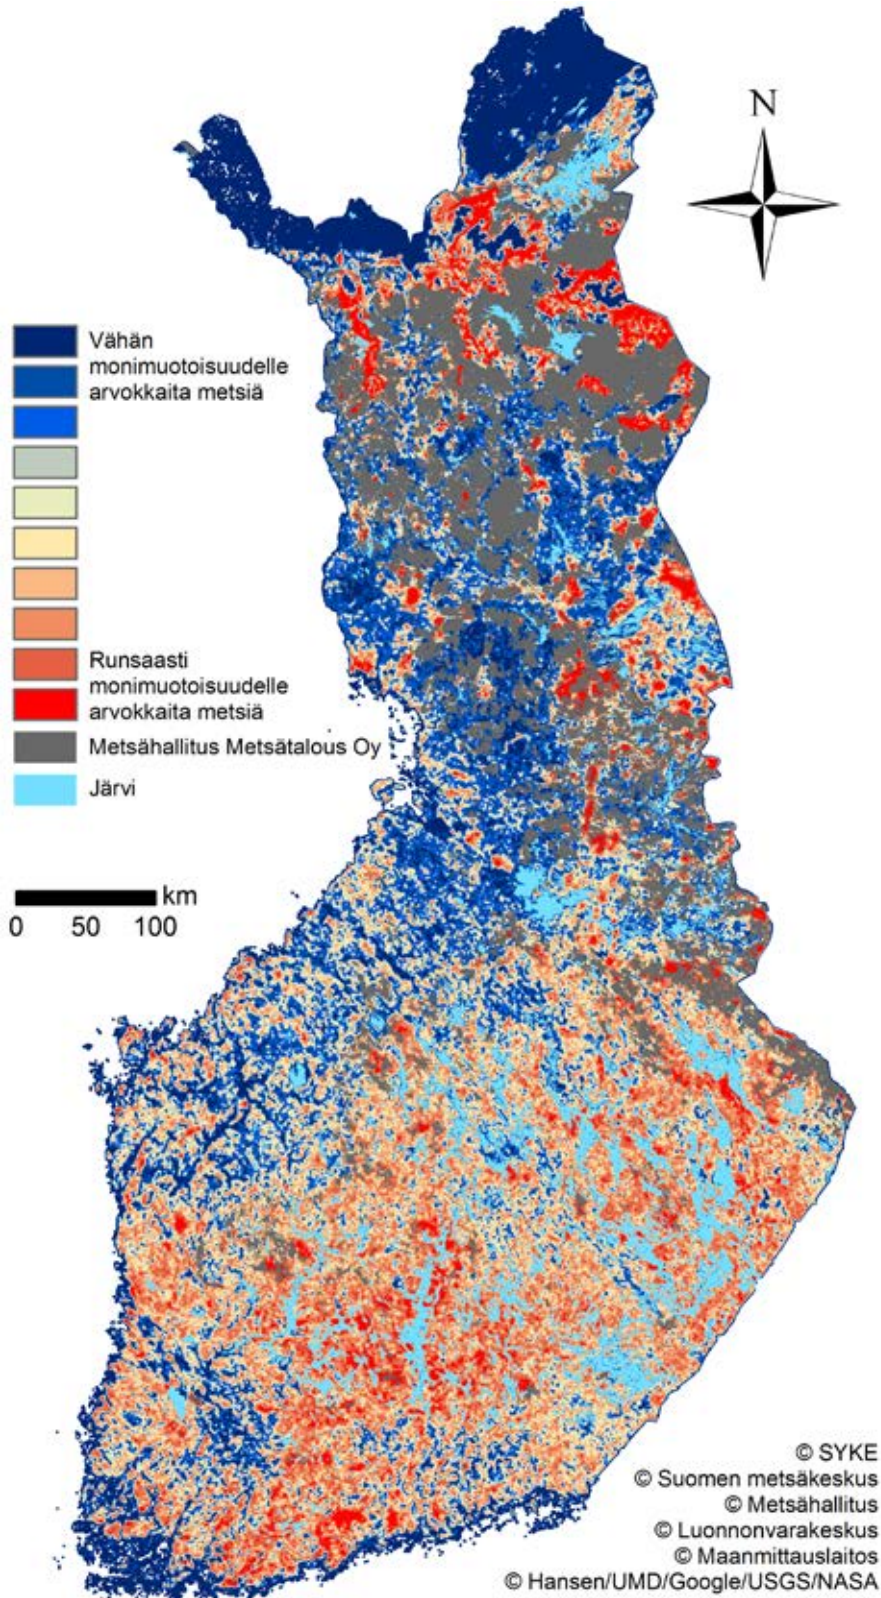 N
Vähän
monimuotoisuudelle
arvokkaita metsiä
Runsaasti
monimuotoisuudelle
arvokkaita metsiä
Metsähallitus Metsätalous Oy
Järvi
km
0 50 100
© SYKE
© Suomen metsäkeskus
© Metsähallitus
© Luonnonvarakeskus
© Maanmittauslaitos
© Hansen/UMD/Google/USGS/NASA